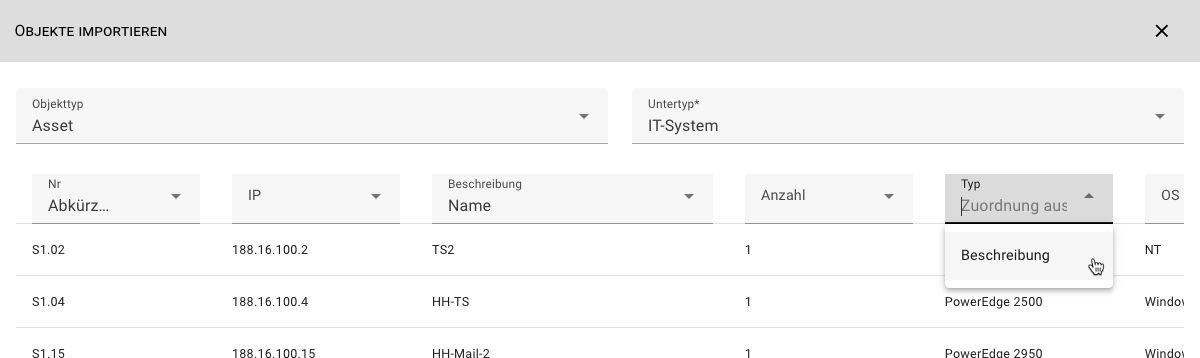 OBJEKTE IMPORTIEREN
Objekttyp
Asset
Untertyp*
IT-System
Nr
Abkürz...
IP
Beschreibung
Name
Anzahl
Typ
Zuordnung aus
OS
Beschreibung
S1.02 188.16.100.2 TS2 1 NT
S1.04 188.16.100.4 HH-TS 1 PowerEdge 2500 Window
S1.15 188.16.100.15 HH-Mail-2 1 PowerEdge 2950 Window